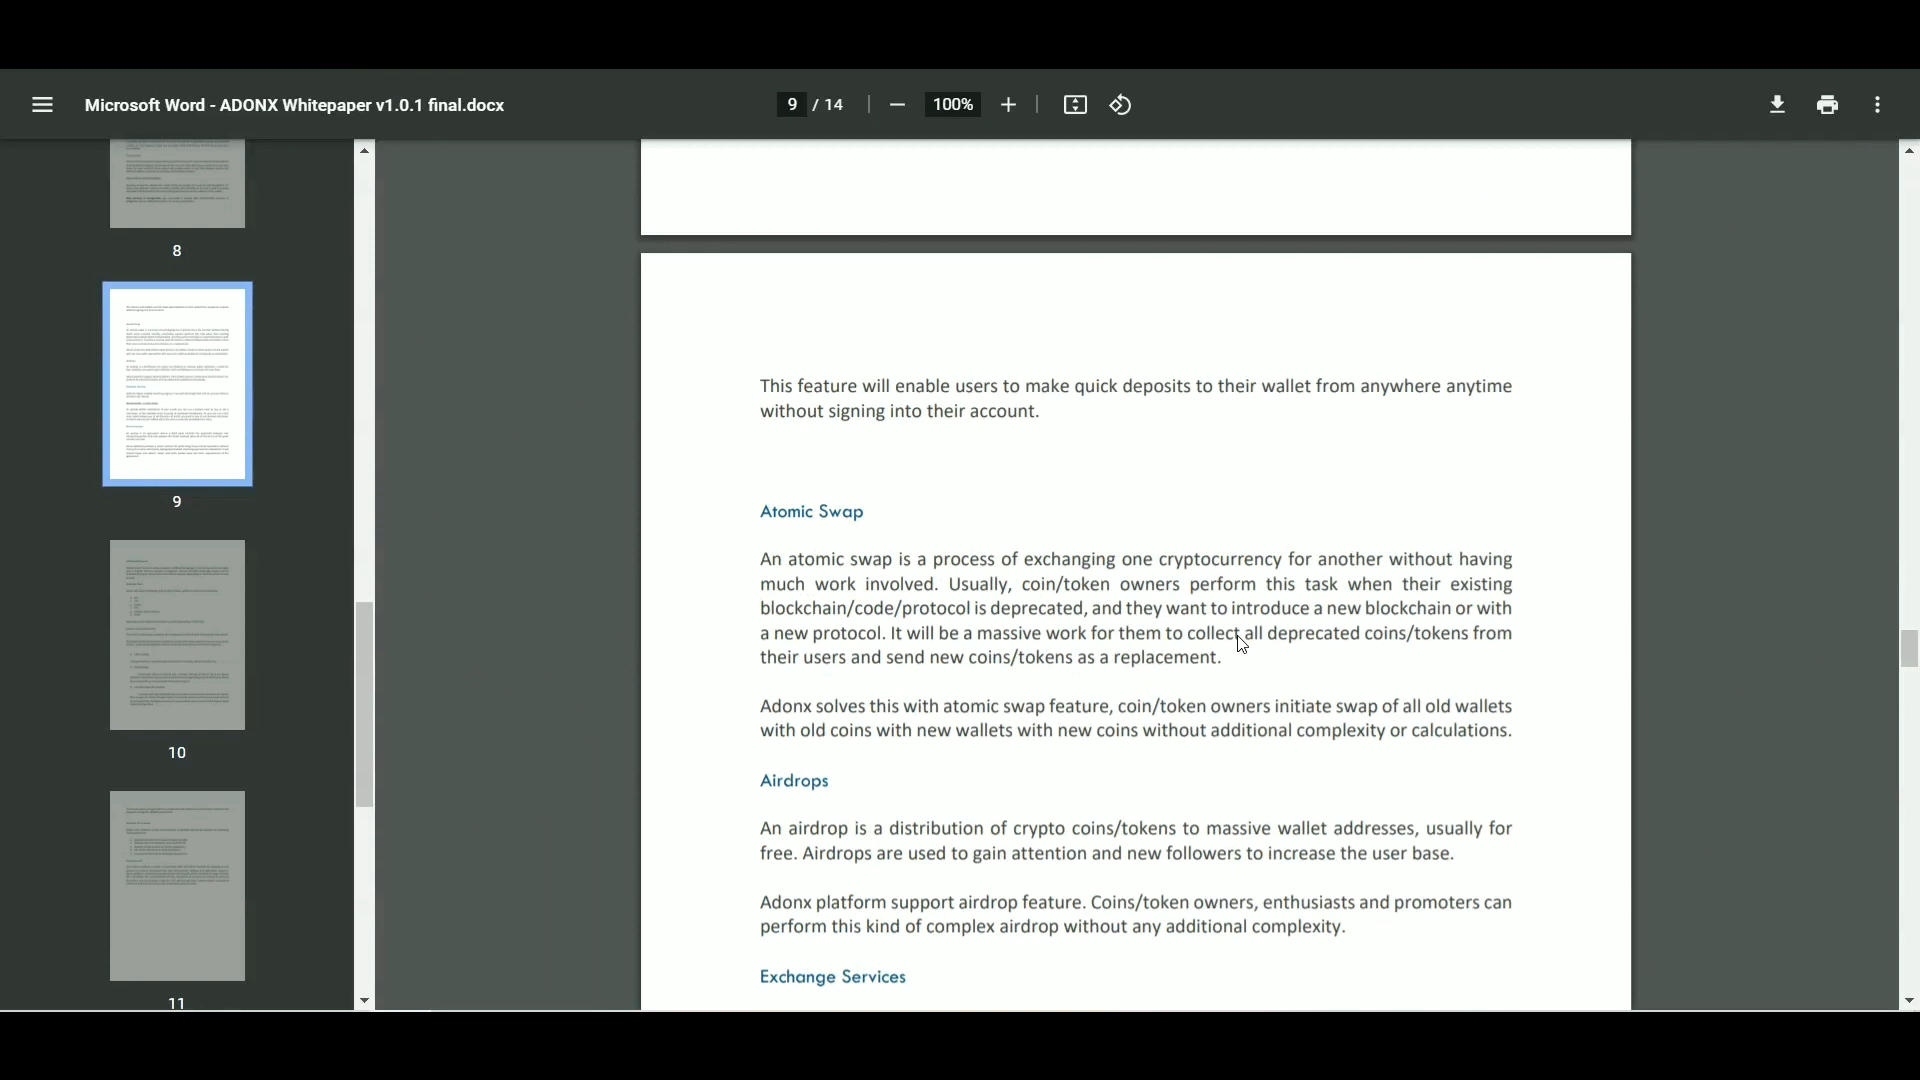 Microsoft Word - ADONX Whitepaper v1.0.1 final.docx
9 / 14
100%
8
9
10
11
This feature will enable users to make quick deposits to their wallet from anywhere anytime
without signing into their account.
Atomic Swap
An atomic swap is a process of exchanging one cryptocurrency for another without having
much work involved. Usually, coin/token owners perform this task when their existing
blockchain/code/protocol is deprecated, and they want to introduce a new blockchain or with
a new protocol. It will be a massive work for them to collect all deprecated coins/tokens from
their users and send new coins/tokens as a replacement.
Adonx solves this with atomic swap feature, coin/token owners initiate swap of all old wallets
with old coins with new wallets with new coins without additional complexity or calculations.
Airdrops
An airdrop is a distribution of crypto coins/tokens to massive wallet addresses, usually for
free. Airdrops are used to gain attention and new followers to increase the user base.
Adonx platform support airdrop feature. Coins/token owners, enthusiasts and promoters can
perform this kind of complex airdrop without any additional complexity.
Exchange Services